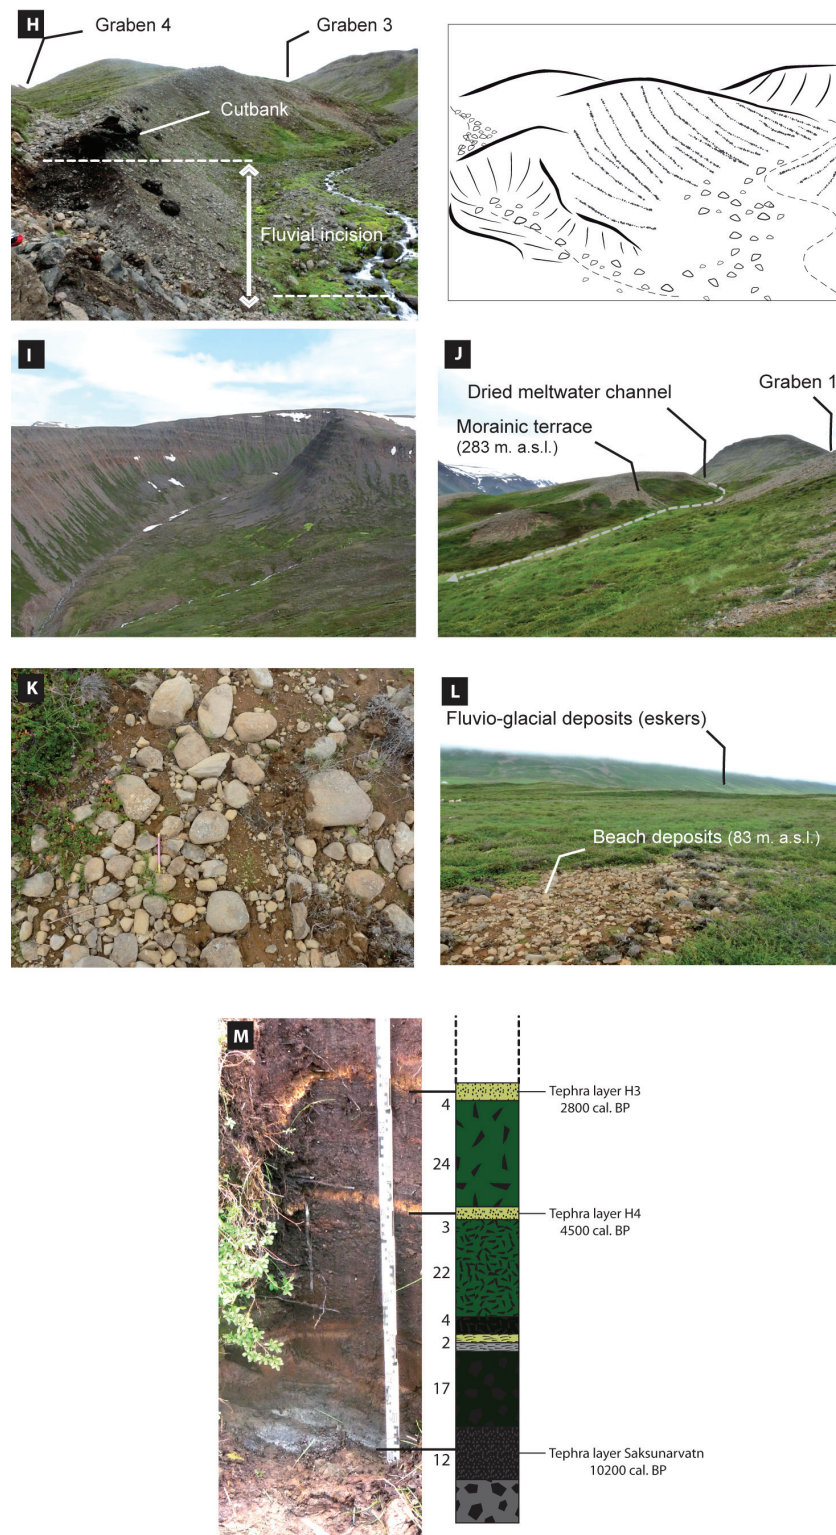 H
Graben 4
Graben 3
Cutbank
Fluvial incision
I
J
Graben 1
Dried meltwater channel
Morainic terrace
(283 m. a.s.l.)
K
L
Fluvio-glacial deposits (eskers)
Beach deposits (83 m. a.s.l.)
M
4
Tephra layer H3
2800 cal. BP
24
3
Tephra layer H4
4500 cal. BP
22
4
2
17
12
Tephra layer Saksunarvatn
10200 cal. BP